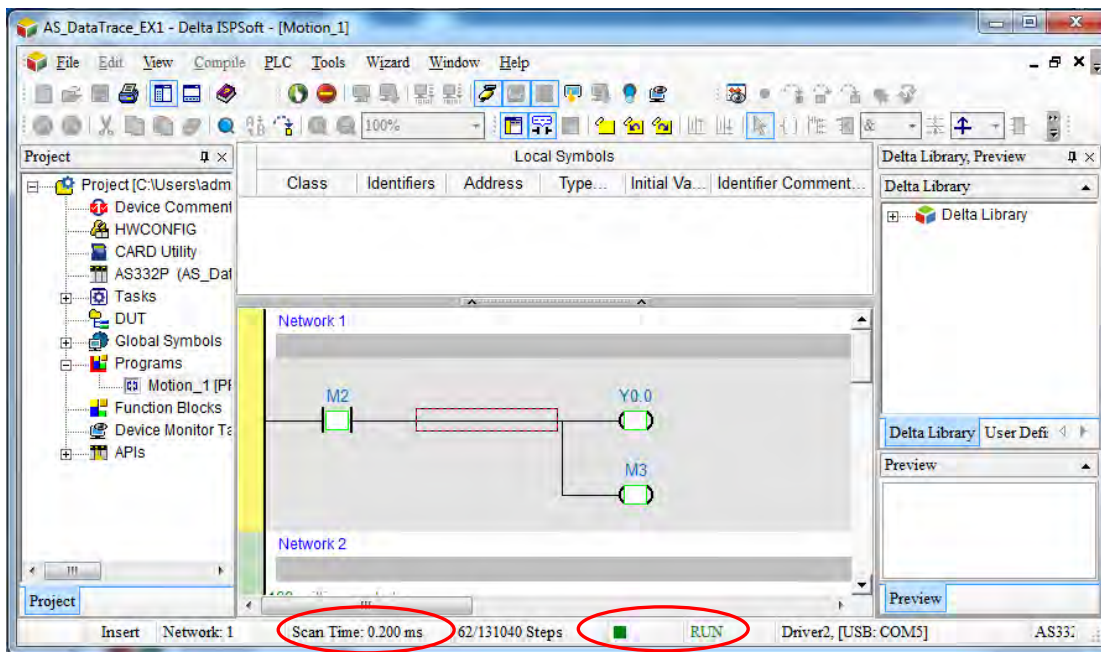 AS_DataTrace_EX1 - Delta ISPSoft - [Motion_1]
File Edit View Compile PLC Tools Wizard Window Help
100%
&
Project
Project [C:\Users\adm
Device Comment
HWCONFIG
CARD Utility
AS332P (AS_Dat
Tasks
DUT
Global Symbols
Programs
Motion_1 [PR
Function Blocks
Device Monitor Ta
APIs
Project
Local Symbols
Class Identifiers Address Type... Initial Va... Identifier Comment...
Network 1
M2
Y0.0
M3
Network 2
Delta Library, Preview
Delta Library
Delta Library
Delta Library User Defi
Preview
Preview
Insert Network: 1 Scan Time: 0.200 ms 62/131040 Steps RUN Driver2, [USB: COM5] AS332